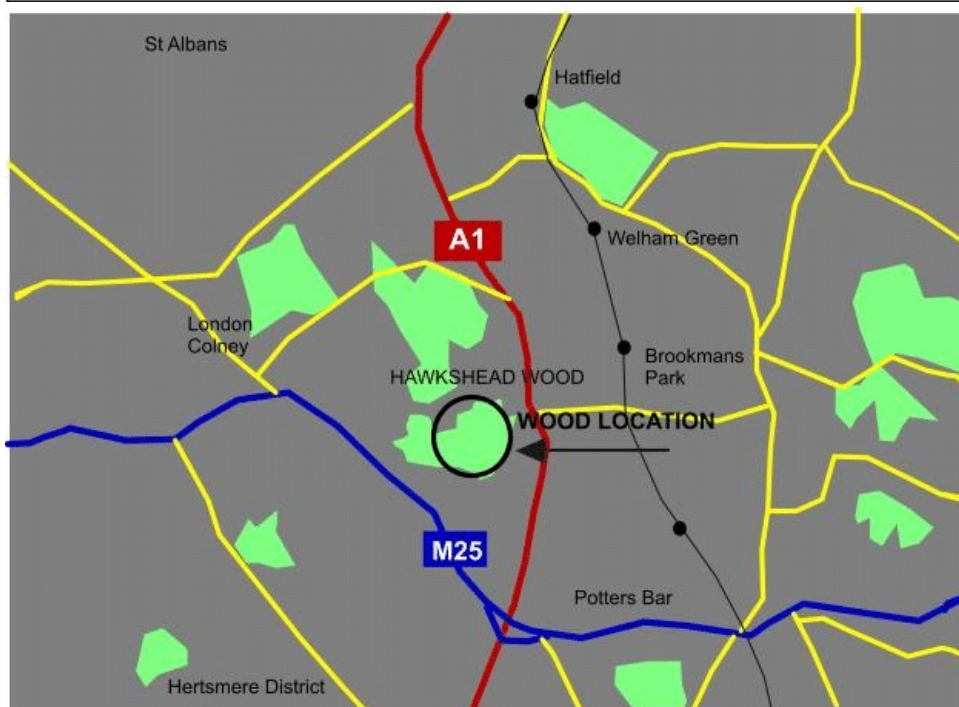 St Albans
Hatfield
A1
Welham Green
London
Colney
Brookmans
Park
HAWKSHEAD WOOD
WOOD LOCATION
M25
Potters Bar
Hertsmere District